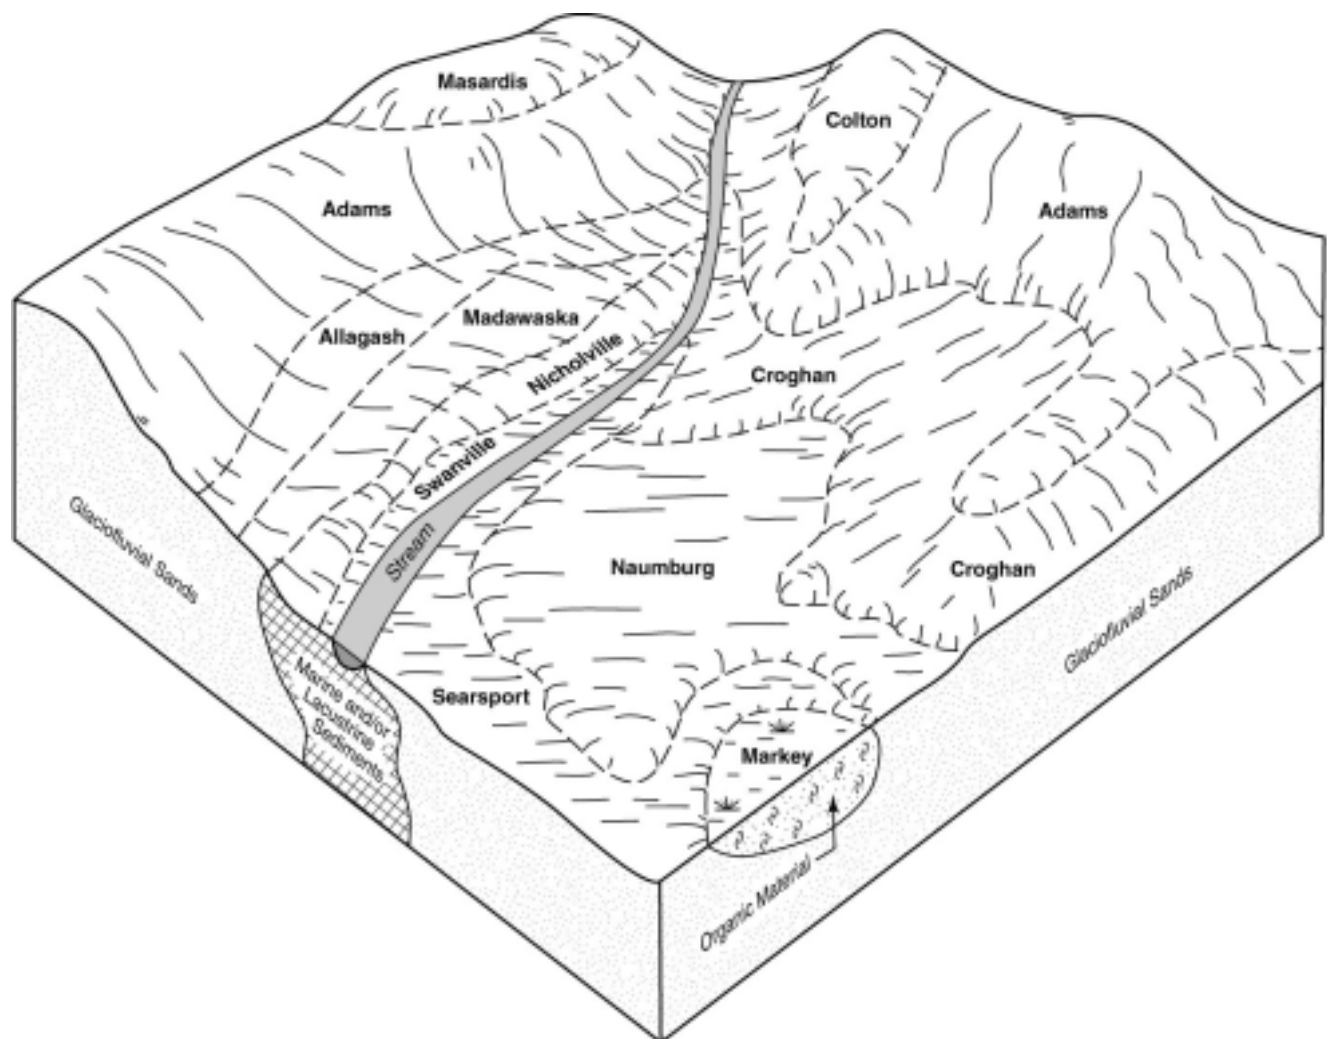 Masardis
Colton
Adams
Adams
Madawaska
Allagash
Nicholville
Croghan
Swanville
Stream
Glaciofluvial Sands
Naumburg
Croghan
Glaciofluvial Sands
Marine and/or
Lacustrine
Sediments
Searsport
Markey
Organic Material